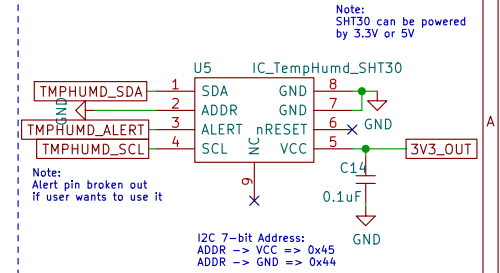 Note:
SHT30 can be powered
by 3.3V or 5V
U5
IC_TempHumd_SHT30
TMPHUMD_SDA
1
SDA
GND
8
GND
2
ADDR
GND
7
GND
TMPHUMD_ALERT
3
ALERT
nRESET
6
TMPHUMD_SCL
4
SCL
NC
VCC
5
3V3_OUT
A
9
C14
0.1uF
GND
Note:
Alert pin broken out
if user wants to use it
I2C 7-bit Address:
ADDR -> VCC => 0x45
ADDR -> GND => 0x44